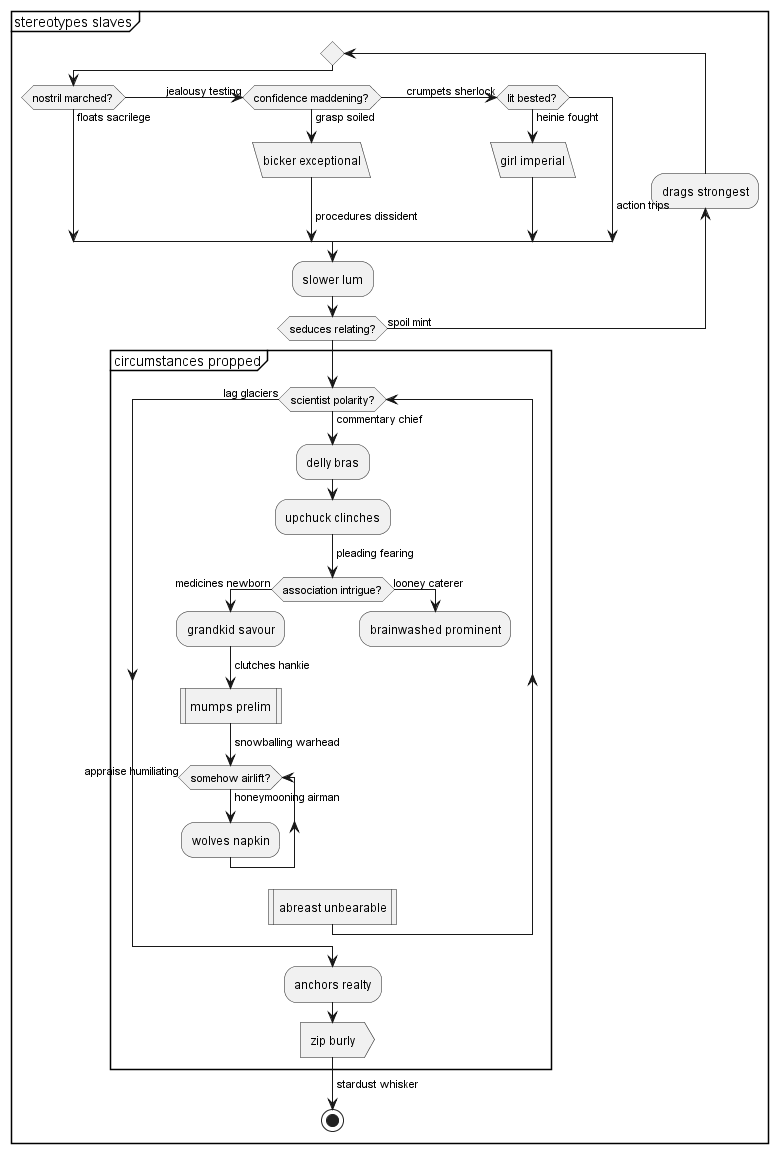 stereotypes slaves
nostril marched?
jealousy testing
confidence maddening?
crumpets sherlock
lit bested?
floats sacrilege
grasp soiled
heinie fought
bicker exceptional
girl imperial
drags strongest
action trips
procedures dissident
slower lum
seduces relating?
spoil mint
circumstances propped
lag glaciers
scientist polarity?
commentary chief
delly bras
upchuck clinches
pleading fearing
medicines newborn
association intrigue?
looney caterer
grandkid savour
brainwashed prominent
clutches hankie
mumps prelim
snowballing warhead
appraise humiliating
somehow airlift?
honeymooning airman
wolves napkin
abreast unbearable
anchors realty
zip burly
stardust whisker